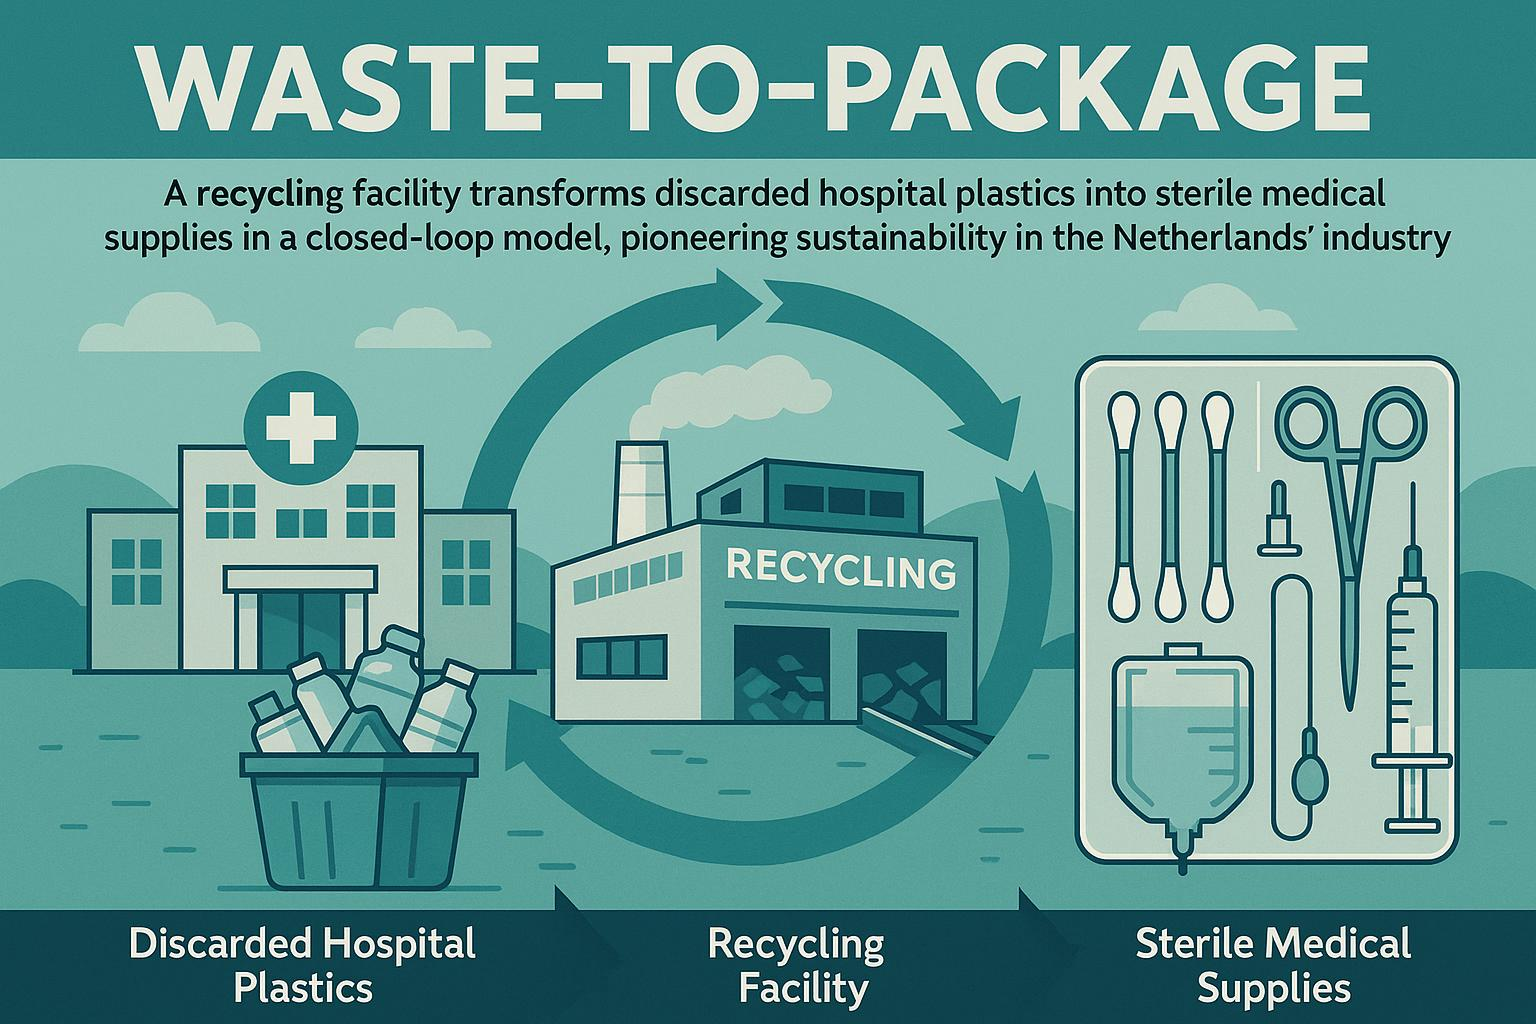 WASTE-TO-PACKAGE
A recycling facility transforms discarded hospital plastics into sterile medical
supplies in a closed-loop model, pioneering sustainability in the Netherlands’ industry
RECYCLING
Discarded Hospital
Plastics
Recycling
Facility
Sterile Medical
Supplies